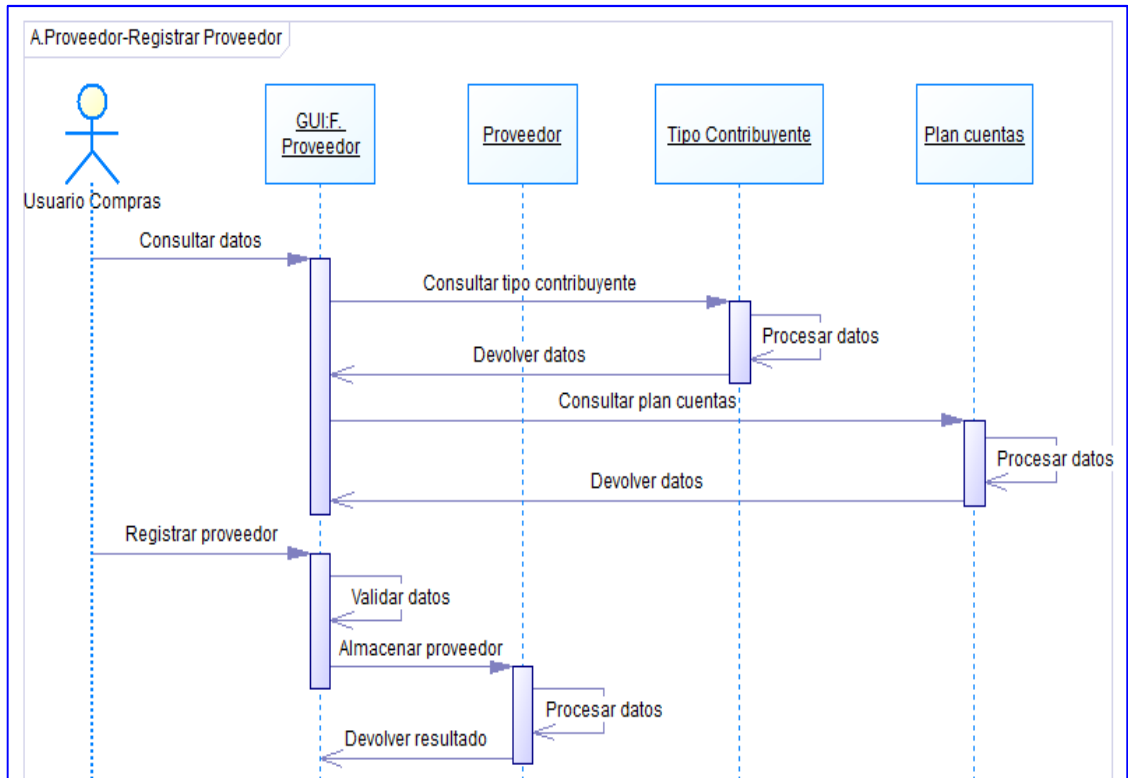 A.Proveedor-Registrar Proveedor
GUI:F.
Proveedor
Proveedor
Tipo Contribuyente
Plan cuentas
Usuario Compras
Consultar datos
Consultar tipo contribuyente
Procesar datos
Devolver datos
Consultar plan cuentas
Procesar datos
Devolver datos
Registrar proveedor
Validar datos
Almacenar proveedor
Procesar datos
Devolver resultado